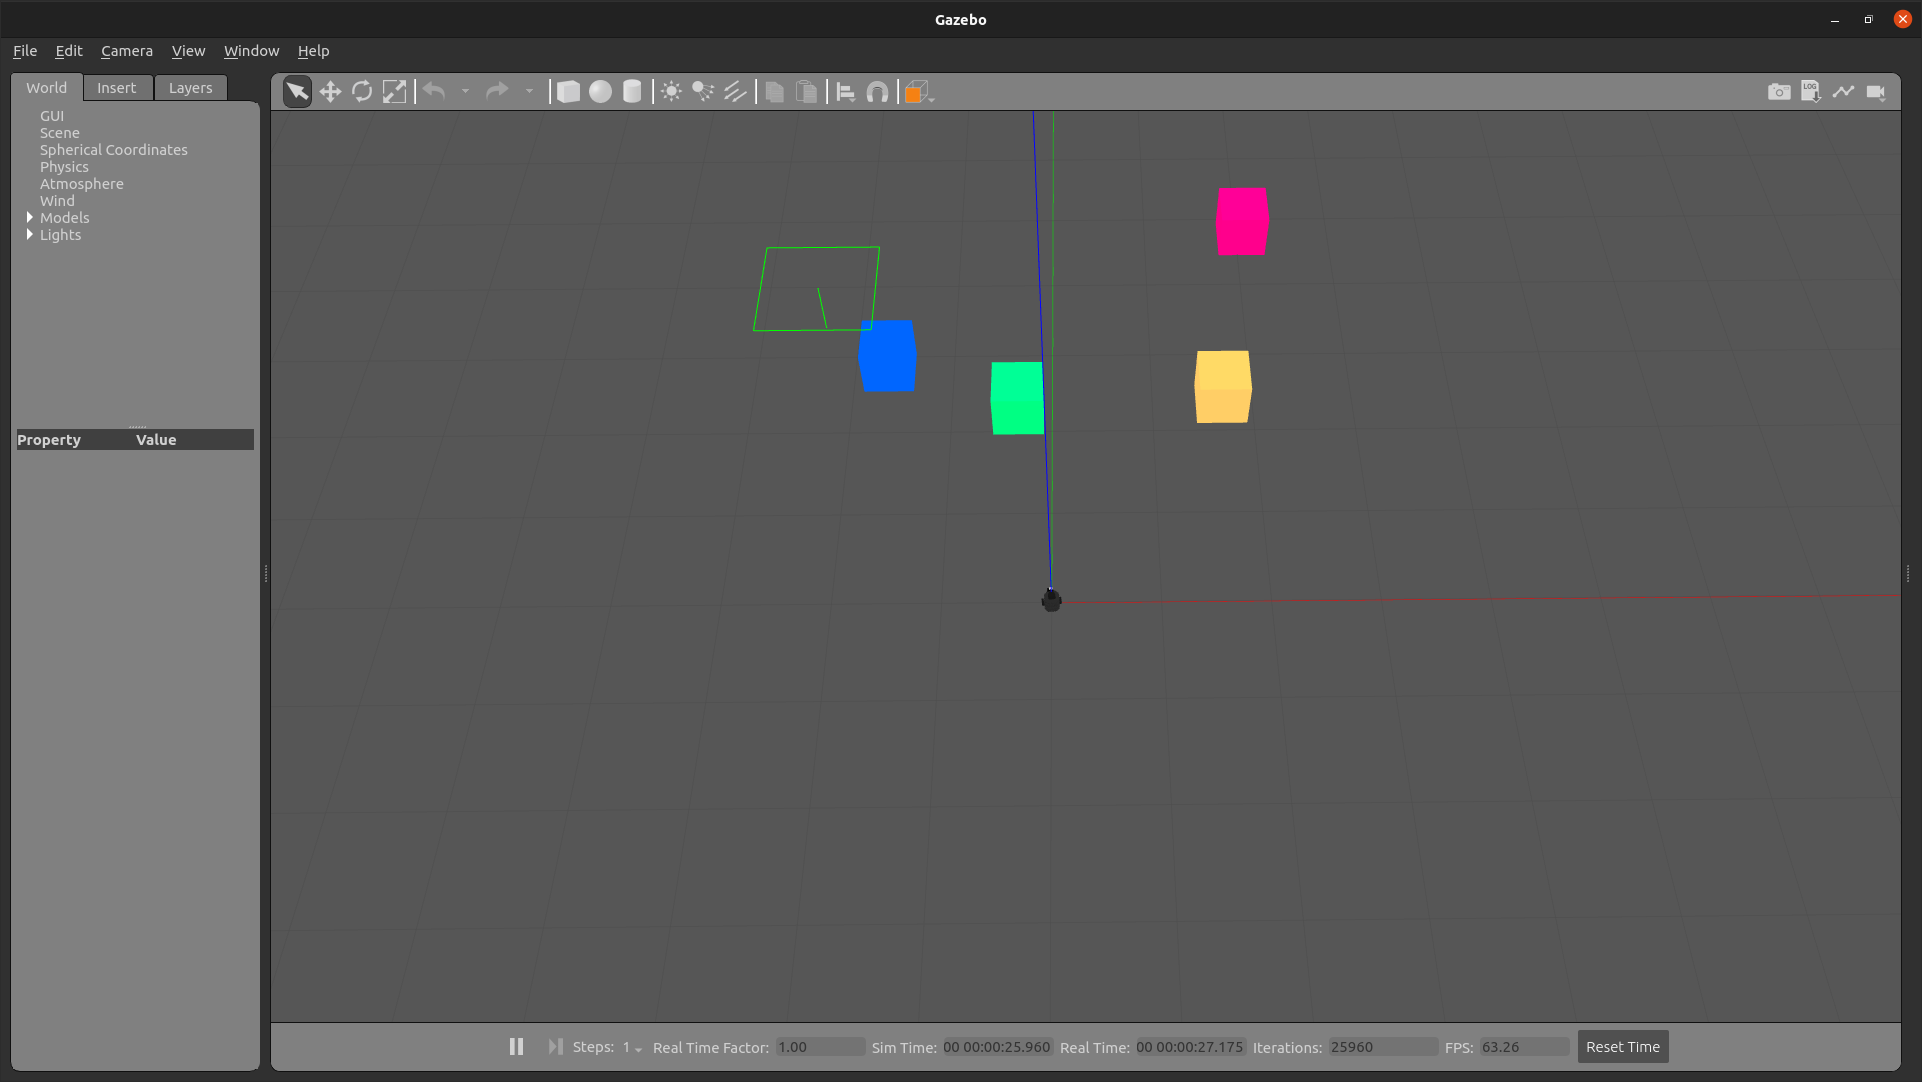 Gazebo
File Edit Camera View Window Help
World Insert Layers
LOG
GUI
Scene
Spherical Coordinates
Physics
Atmosphere
Wind
Models
Lights
Property Value
Steps: 1 Real Time Factor: 1.00 Sim Time: 00 00:00:25.960 Real Time: 00 00:00:27.175 Iterations: 25960 FPS: 63.26 Reset Time